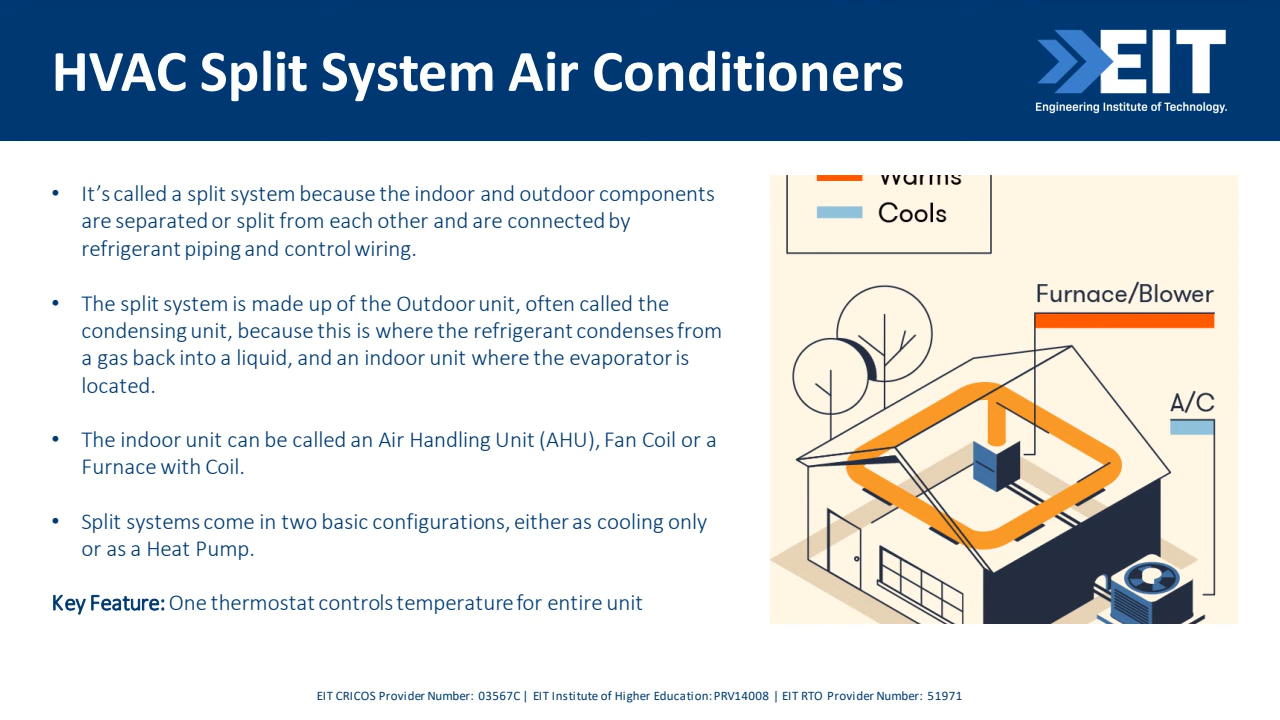 HVAC Split System Air Conditioners
EIT
Engineering Institute of Technology.
• It’s called a split system because the indoor and outdoor components
are separated or split from each other and are connected by
refrigerant piping and control wiring.
• The split system is made up of the Outdoor unit, often called the
condensing unit, because this is where the refrigerant condenses from
a gas back into a liquid, and an indoor unit where the evaporator is
located.
• The indoor unit can be called an Air Handling Unit (AHU), Fan Coil or a
Furnace with Coil.
• Split systems come in two basic configurations, either as cooling only
or as a Heat Pump.
Key Feature: One thermostat controls temperature for entire unit
Warms
Cools
Furnace/Blower
A/C
EIT CRICOS Provider Number: 03567C | EIT Institute of Higher Education: PRV14008 | EIT RTO Provider Number: 51971